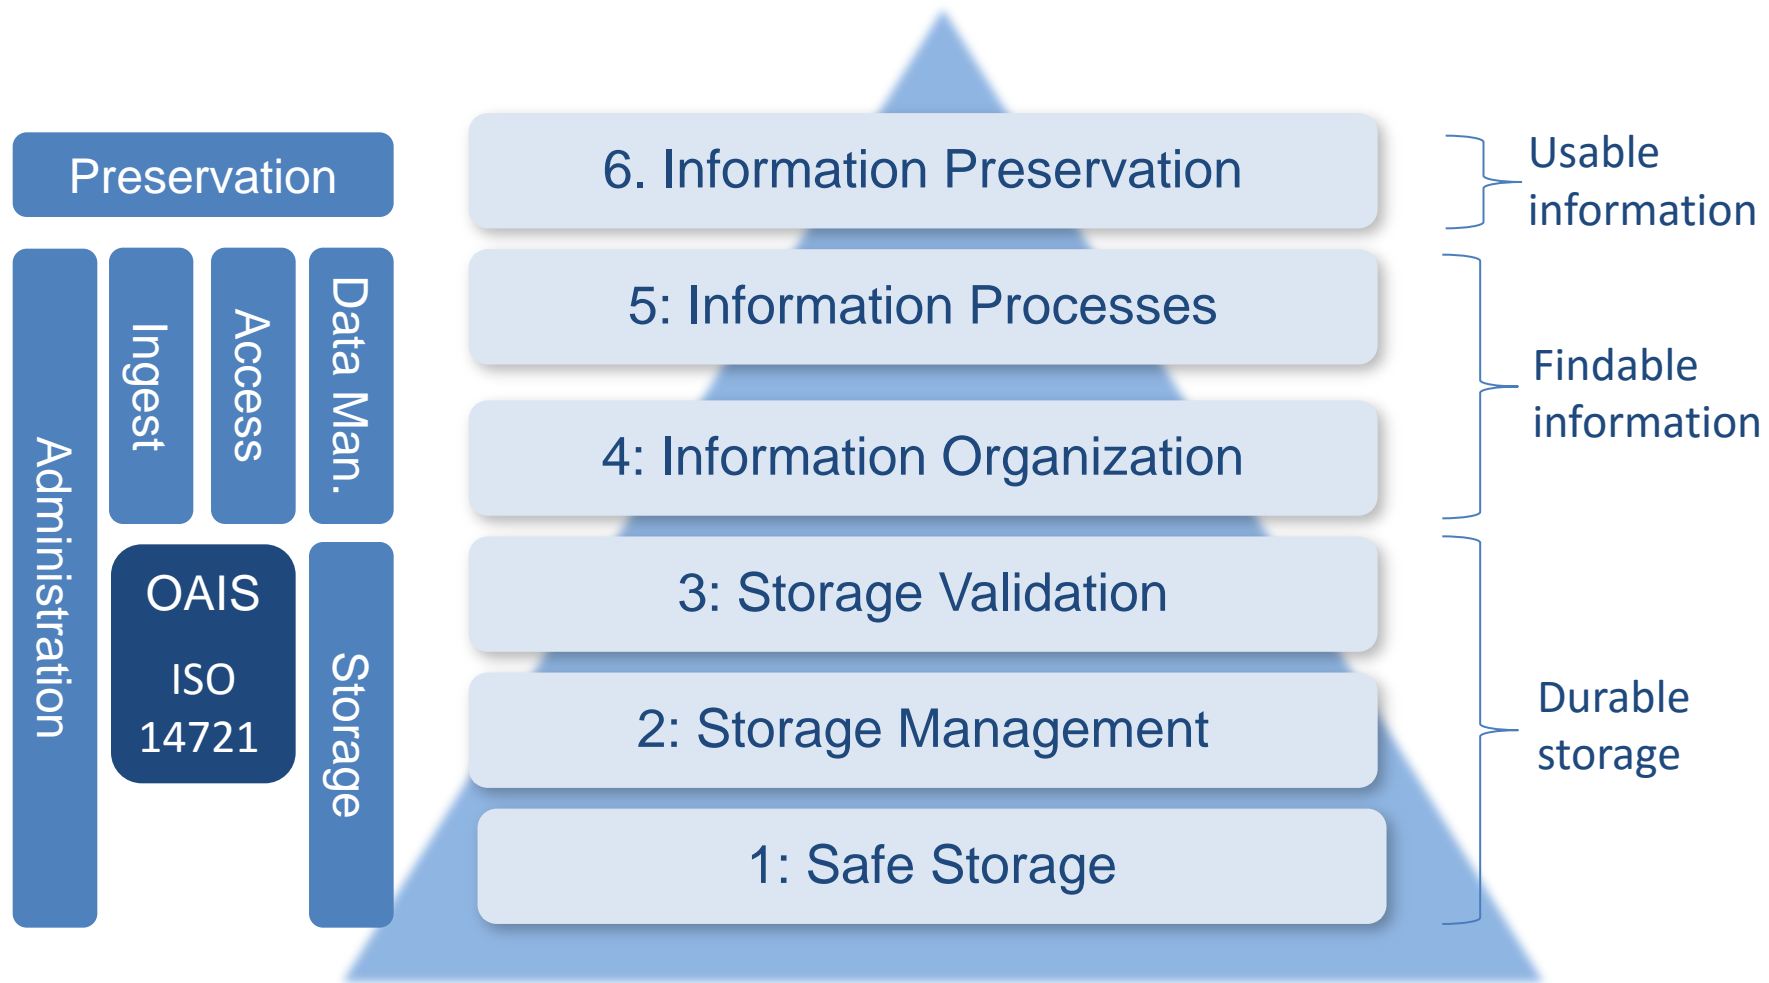 Preservation
Administration
Ingest
Access
Data Man.
OAIS
ISO
14721
Storage
6. Information Preservation
5: Information Processes
4: Information Organization
3: Storage Validation
2: Storage Management
1: Safe Storage
Usable
information
Findable
information
Durable
storage